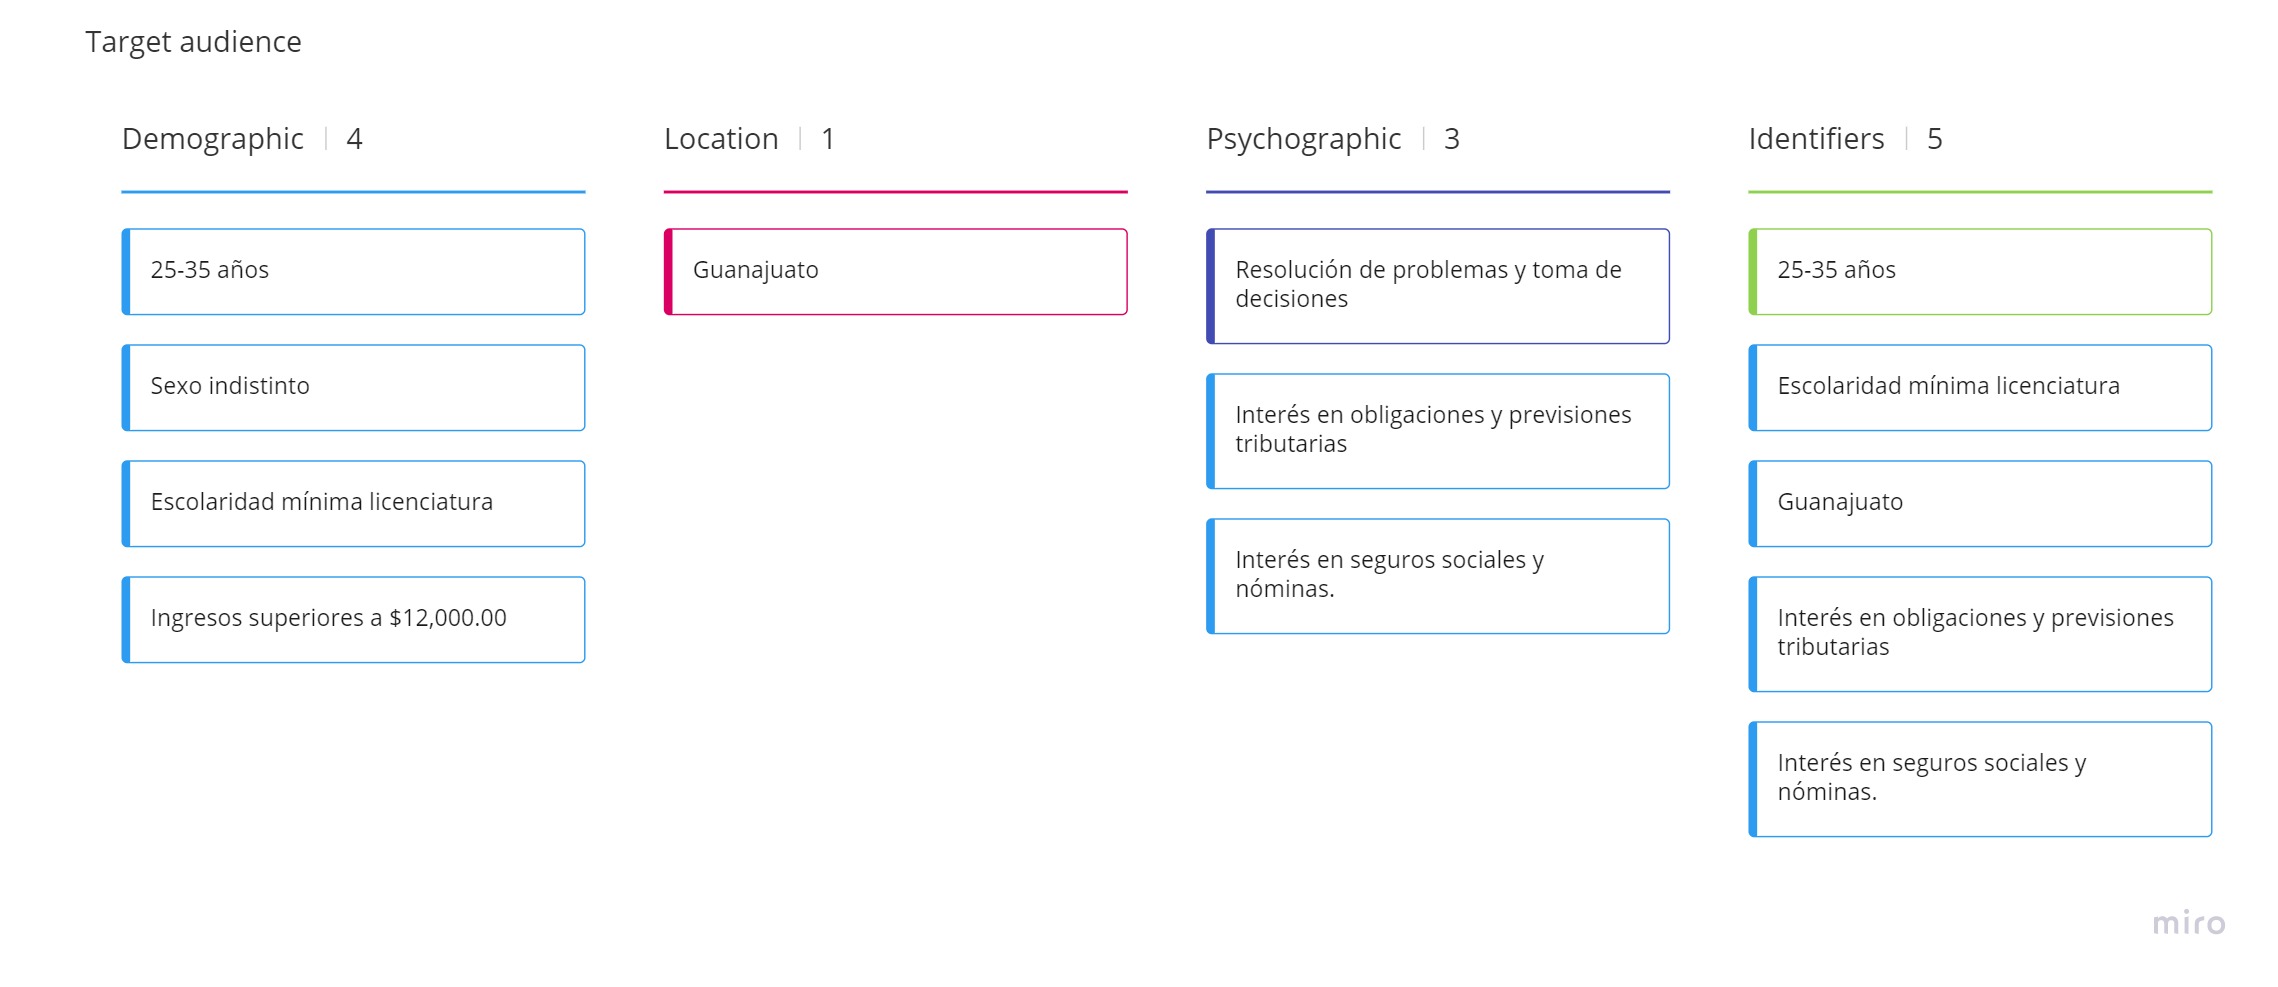 Target audience
Demographic | 4
25-35 años
Sexo indistinto
Escolaridad mínima licenciatura
Ingresos superiores a $12,000.00
Location | 1
Guanajuato
Psychographic | 3
Resolución de problemas y toma de
decisiones
Interés en obligaciones y previsiones
tributarias
Interés en seguros sociales y
nóminas.
Identifiers | 5
25-35 años
Escolaridad mínima licenciatura
Guanajuato
Interés en obligaciones y previsiones
tributarias
Interés en seguros sociales y
nóminas.
miro